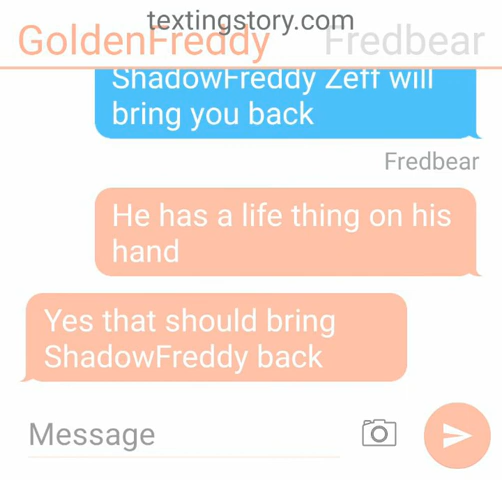 textingstory.com
GoldenFreddy Fredbear
ShadowFreddy Zeff will
bring you back
Fredbear
He has a life thing on his
hand
Yes that should bring
ShadowFreddy back
Message